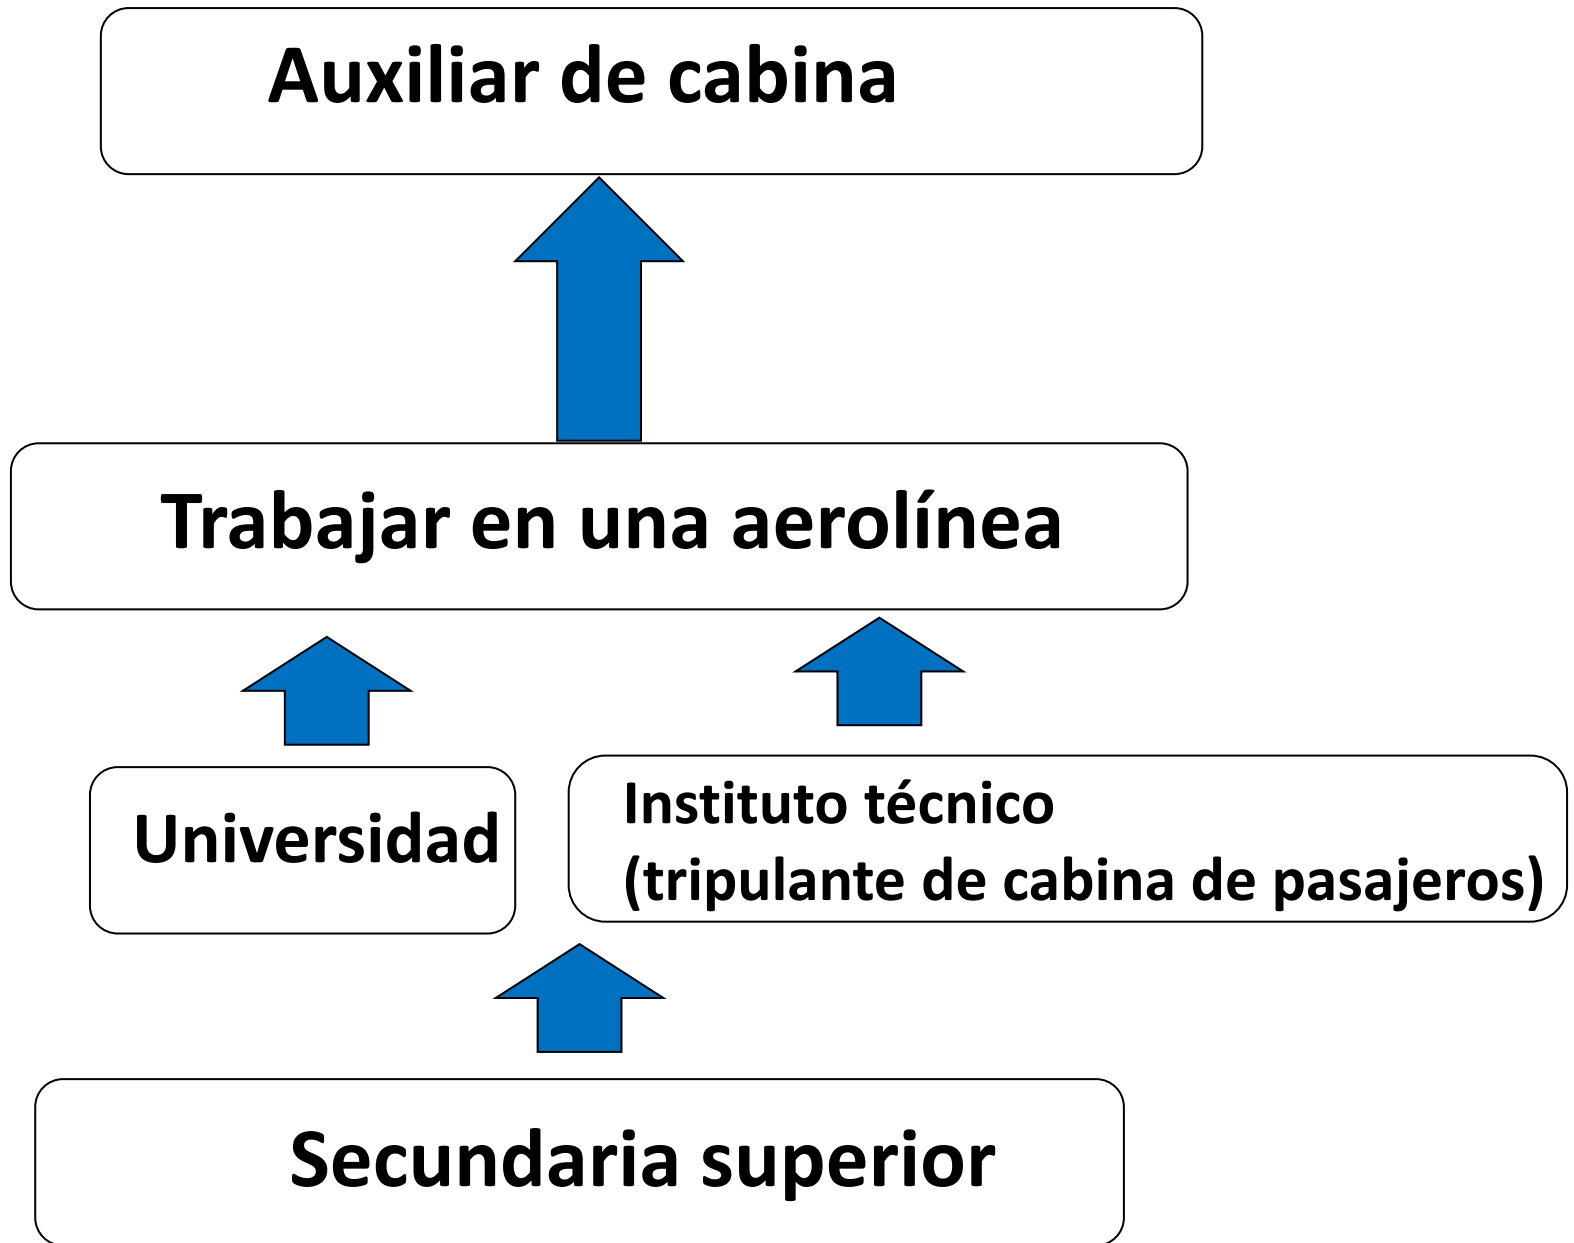 Auxiliar de cabina
Trabajar en una aerolínea
Universidad
Instituto técnico
(tripulante de cabina de pasajeros)
Secundaria superior